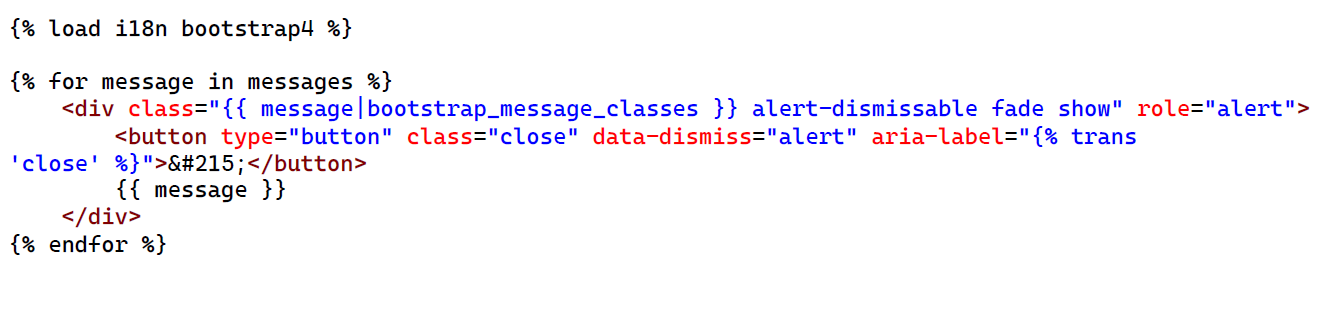 {% load i18n bootstrap4 %}
{% for message in messages %}
<div class="{{ message|bootstrap_message_classes }} alert-dismissable fade show" role="alert">
<button type="button" class="close" data-dismiss="alert" aria-label="{% trans
'close' %}">&#215;</button>
{{ message }}
</div>
{% endfor %}